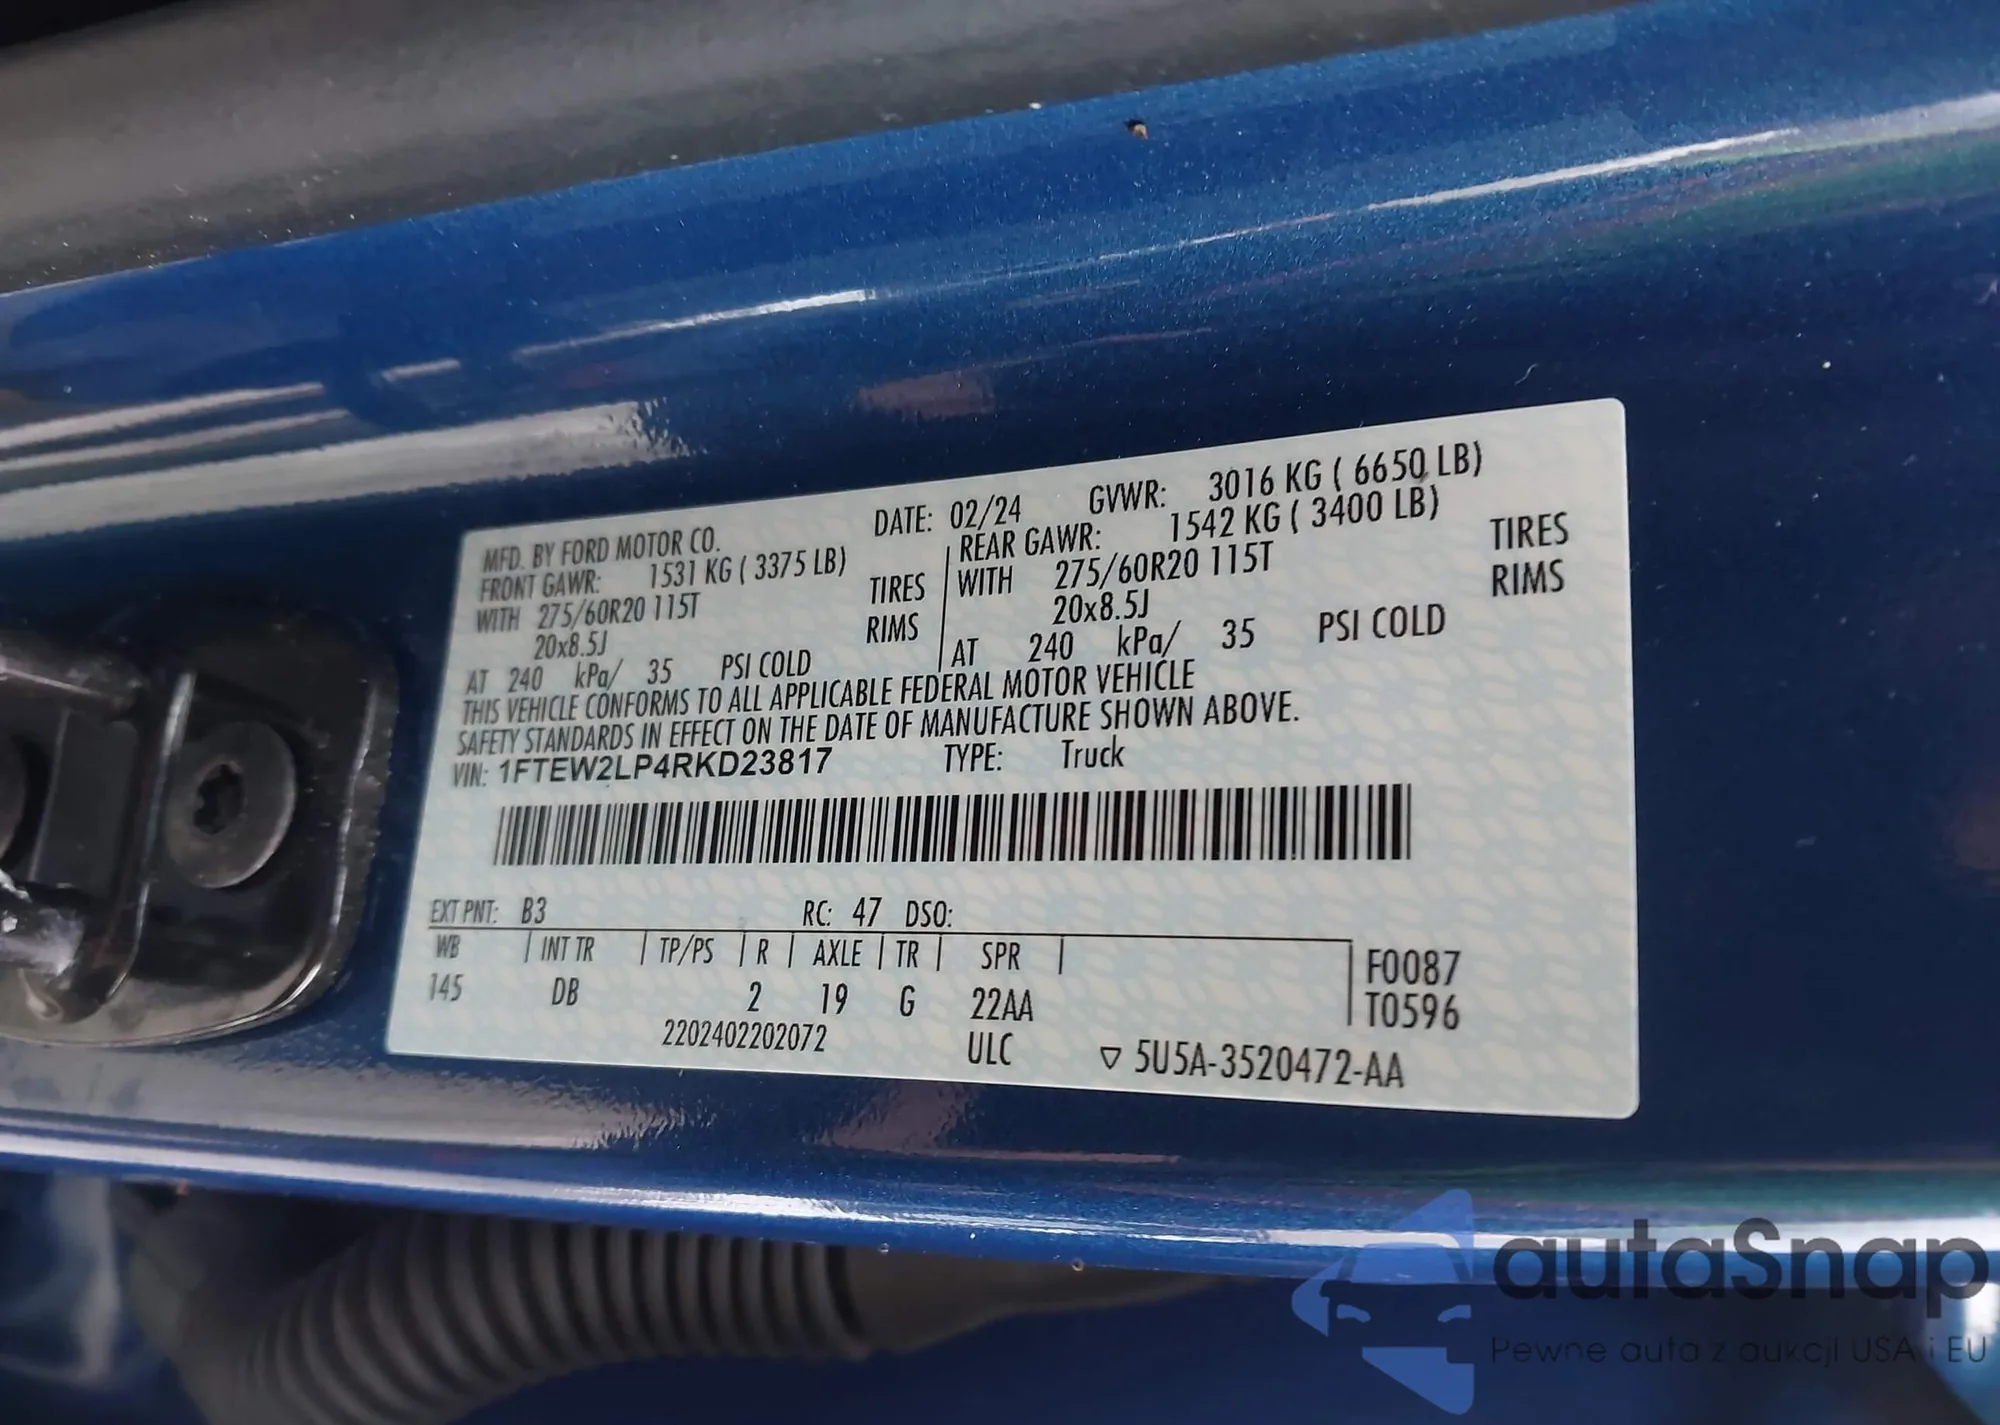 MFD. BY FORD MOTOR CO. DATE: 02/24 GVWR: 3016 KG ( 6650 LB)
FRONT GAWR: 1531 KG ( 3375 LB) REAR GAWR: 1542 KG ( 3400 LB)
WITH 275/60R20 115T TIRES WITH 275/60R20 115T TIRES
20x8.5J RIMS 20x8.5J RIMS
AT 240 kPa/ 35 PSI COLD AT 240 kPa/ 35 PSI COLD
THIS VEHICLE CONFORMS TO ALL APPLICABLE FEDERAL MOTOR VEHICLE
SAFETY STANDARDS IN EFFECT ON THE DATE OF MANUFACTURE SHOWN ABOVE.
VIN: 1FTEW2LP4RKD23817 TYPE: Truck
EXT PNT: B3 RC: 47 DSO:
WB INT TR TP/PS R AXLE TR SPR F0087
145 DB 2 19 G 22AA T0596
2202402202072 ULC ▽ 5U5A-3520472-AA
autaSnap
Pewne auta z aukcji USA i EU